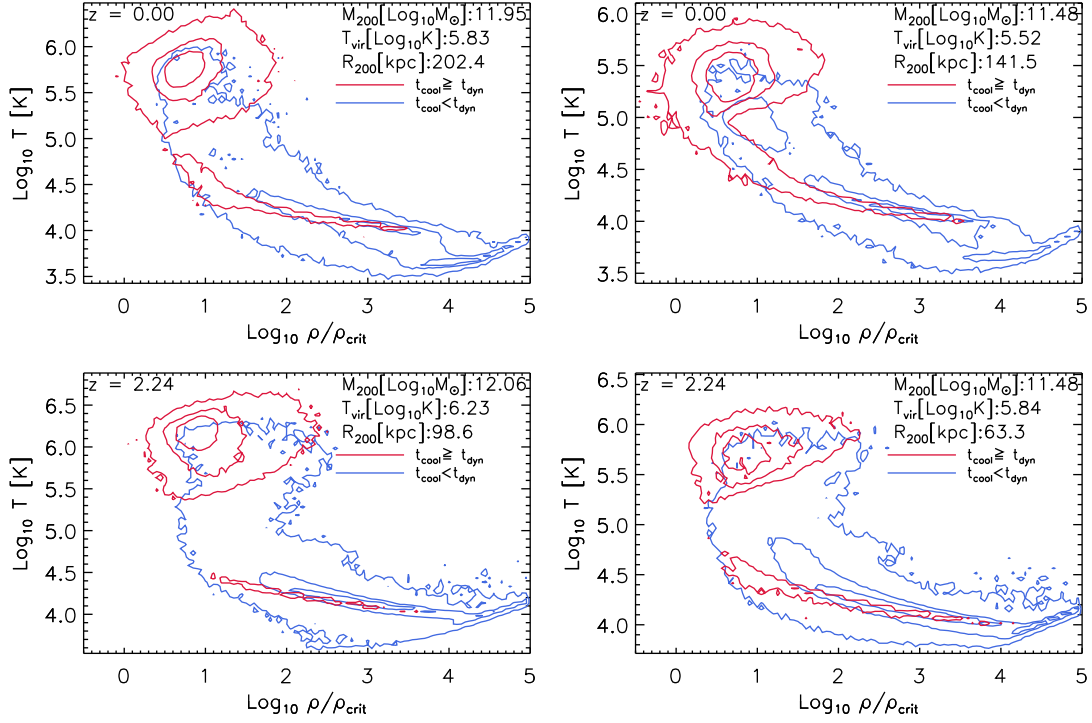 z = 0.00
M200[Log10M⊙]:11.95
Tvir[Log10K]:5.83
R200[kpc]:202.4
tcool≧ tdyn
tcool<tdyn
6.0
5.5
5.0
4.5
4.0
3.5
Log10 T [K]
0 1 2 3 4 5
Log10 ρ/ρcrit
z = 0.00
M200[Log10M⊙]:11.48
Tvir[Log10K]:5.52
R200[kpc]:141.5
tcool≧ tdyn
tcool<tdyn
6.0
5.5
5.0
4.5
4.0
3.5
Log10 T [K]
0 1 2 3 4 5
Log10 ρ/ρcrit
z = 2.24
M200[Log10M⊙]:12.06
Tvir[Log10K]:6.23
R200[kpc]:98.6
tcool≧ tdyn
tcool<tdyn
6.5
6.0
5.5
5.0
4.5
4.0
Log10 T [K]
0 1 2 3 4 5
Log10 ρ/ρcrit
z = 2.24
M200[Log10M⊙]:11.48
Tvir[Log10K]:5.84
R200[kpc]:63.3
tcool≧ tdyn
tcool<tdyn
6.5
6.0
5.5
5.0
4.5
4.0
Log10 T [K]
0 1 2 3 4 5
Log10 ρ/ρcrit